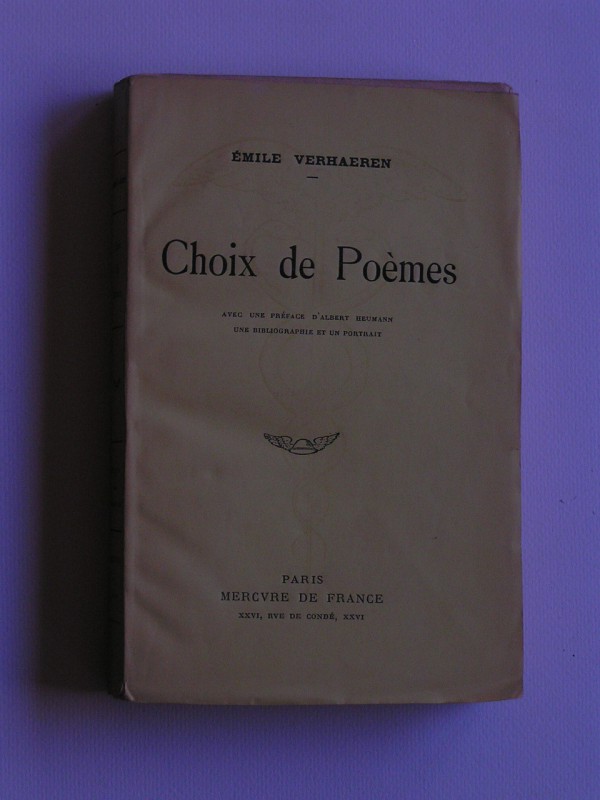 ÉMILE VERHAEREN
Choix de Poèmes
AVEC UNE PRÉFACE D'ALBERT HEUMANN
UNE BIBLIOGRAPHIE ET UN PORTRAIT
PARIS
MERCVRE DE FRANCE
XXVI, RVE DE CONDÉ, XXVI